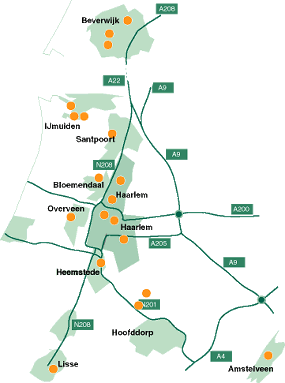 A208
Beverwijk
A22
A9
IJmuiden
Santpoort
A9
N208
Bloemendaal
Haarlem
Overveen
A200
Haarlem
A205
A9
Heemstede
N201
N208
Hoofddorp
A4
Lisse
Amstelveen